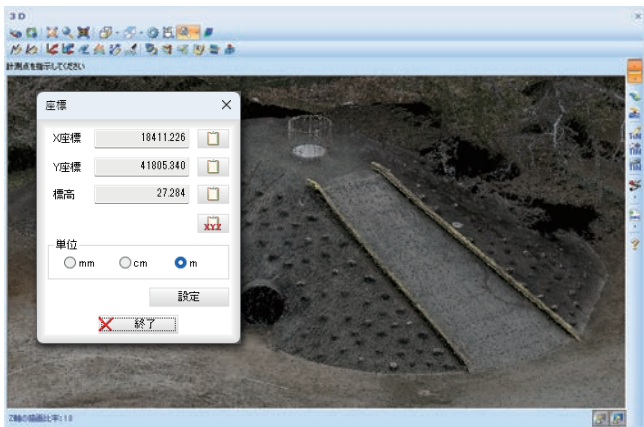 3D
計測点を指示してください
座標
X座標 18411.226
Y座標 41805.340
標高 27.284
XYZ
単位
mm cm m
設定
終了
Z軸の描画比率:1.0